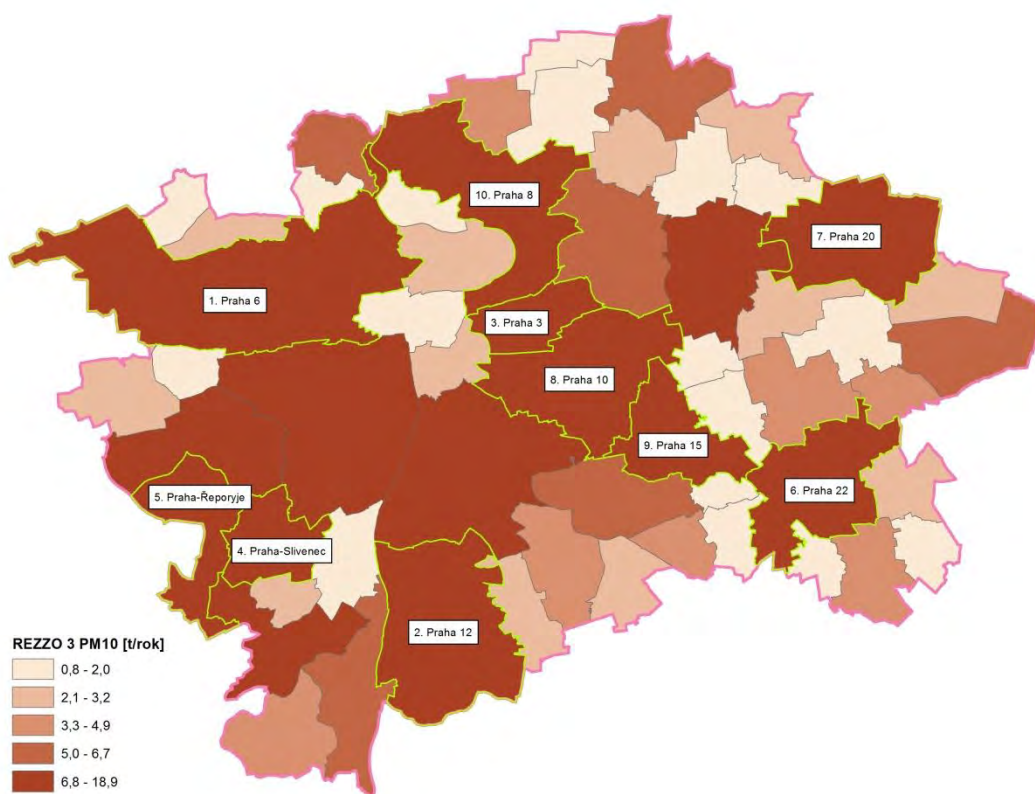 10. Praha 8
7. Praha 20
1. Praha 6
3. Praha 3
8. Praha 10
9. Praha 15
5. Praha-Řeporyje
6. Praha 22
4. Praha-Slivenec
2. Praha 12
REZZO 3 PM10 [t/rok]
0,8 - 2,0
2,1 - 3,2
3,3 - 4,9
5,0 - 6,7
6,8 - 18,9